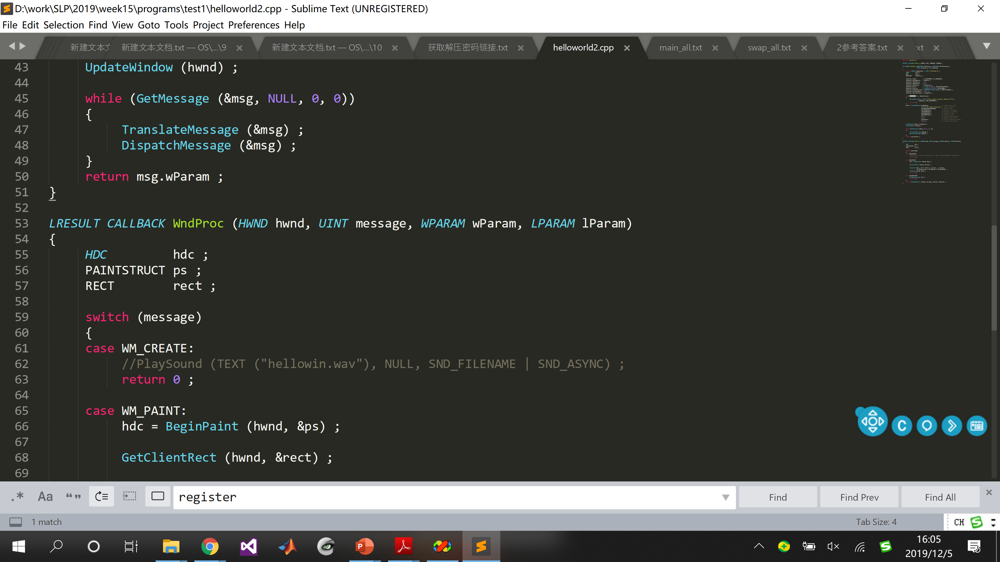 D:\work\SLP\2019\week15\programs\test1\helloworld2.cpp - Sublime Text (UNREGISTERED)
File Edit Selection Find View Goto Tools Project Preferences Help
新建文本文 新建文本文档.txt — OS\...\9 新建文本文档.txt — OS\...\10 获取解压密码链接.txt helloworld2.cpp main_all.txt swap_all.txt 2参考答案.txt xt
43 UpdateWindow (hwnd) ;
44
45 while (GetMessage (&msg, NULL, 0, 0))
46 {
47 TranslateMessage (&msg) ;
48 DispatchMessage (&msg) ;
49 }
50 return msg.wParam ;
51 }
52
53 LRESULT CALLBACK WndProc (HWND hwnd, UINT message, WPARAM wParam, LPARAM lParam)
54 {
55 HDC hdc ;
56 PAINTSTRUCT ps ;
57 RECT rect ;
58
59 switch (message)
60 {
61 case WM_CREATE:
62 //PlaySound (TEXT ("hellowin.wav"), NULL, SND_FILENAME | SND_ASYNC) ;
63 return 0 ;
64
65 case WM_PAINT:
66 hdc = BeginPaint (hwnd, &ps) ;
67
68 GetClientRect (hwnd, &rect) ;
69
.* Aa “ ” register Find Find Prev Find All
1 match Tab Size: 4 CH
16:05
2019/12/5